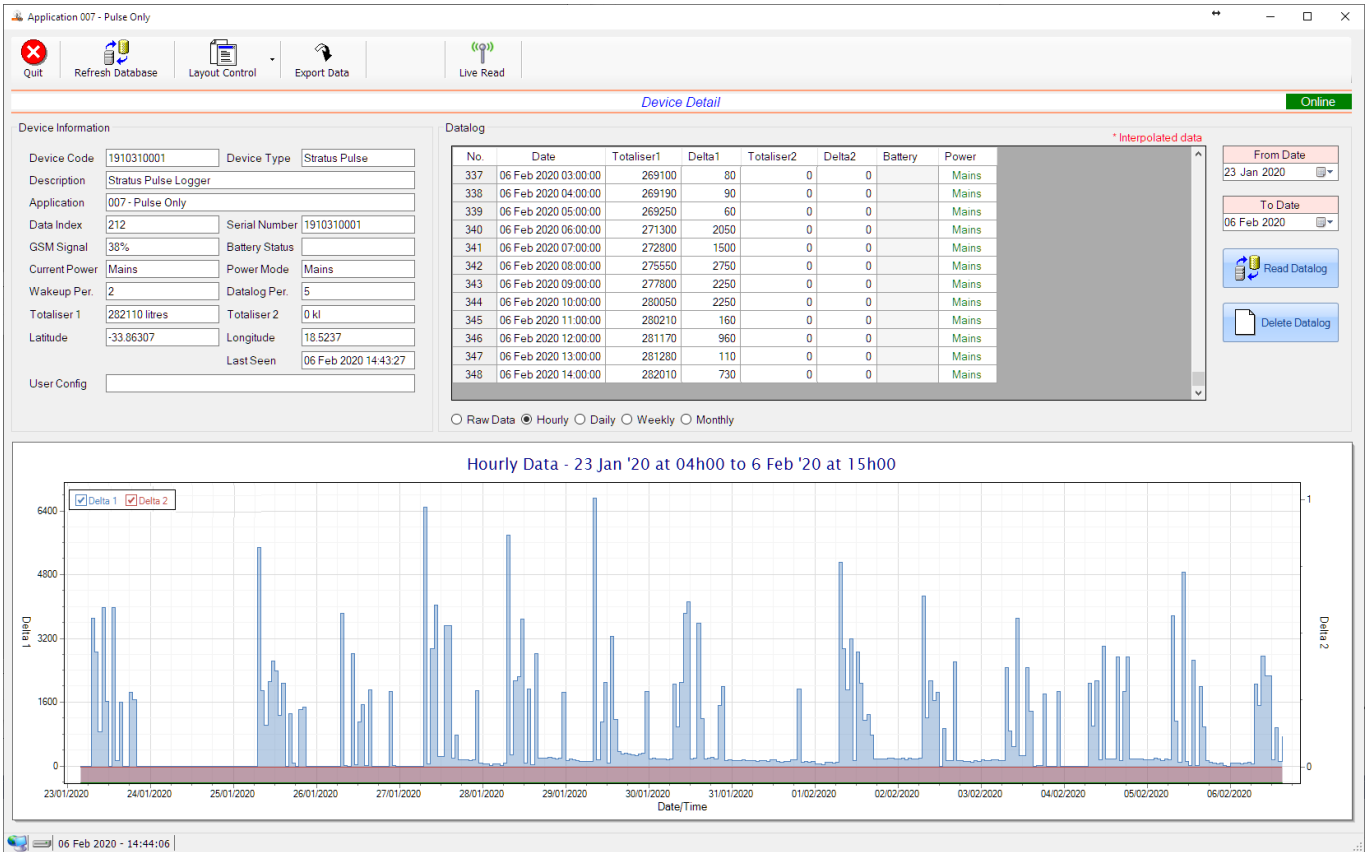 Application 007 - Pulse Only
Quit
Refresh Database
Layout Control
Export Data
Live Read
Device Detail
Online
Device Information
Device Code 1910310001 Device Type Stratus Pulse
Description Stratus Pulse Logger
Application 007 - Pulse Only
Data Index 212 Serial Number 1910310001
GSM Signal 38% Battery Status
Current Power Mains Power Mode Mains
Wakeup Per. 2 Datalog Per. 5
Totaliser 1 282110 litres Totaliser 2 0 kl
Latitude -33.86307 Longitude 18.5237
Last Seen 06 Feb 2020 14:43:27
User Config
Datalog
* Interpolated data
No. Date Totaliser1 Delta1 Totaliser2 Delta2 Battery Power
337 06 Feb 2020 03:00:00 269100 80 0 0 Mains
338 06 Feb 2020 04:00:00 269190 90 0 0 Mains
339 06 Feb 2020 05:00:00 269250 60 0 0 Mains
340 06 Feb 2020 06:00:00 271300 2050 0 0 Mains
341 06 Feb 2020 07:00:00 272800 1500 0 0 Mains
342 06 Feb 2020 08:00:00 275550 2750 0 0 Mains
343 06 Feb 2020 09:00:00 277800 2250 0 0 Mains
344 06 Feb 2020 10:00:00 280050 2250 0 0 Mains
345 06 Feb 2020 11:00:00 280210 160 0 0 Mains
346 06 Feb 2020 12:00:00 281170 960 0 0 Mains
347 06 Feb 2020 13:00:00 281280 110 0 0 Mains
348 06 Feb 2020 14:00:00 282010 730 0 0 Mains
Raw Data Hourly Daily Weekly Monthly
From Date
23 Jan 2020
To Date
06 Feb 2020
Read Datalog
Delete Datalog
Hourly Data - 23 Jan '20 at 04h00 to 6 Feb '20 at 15h00
Delta 1 Delta 2
6400
4800
3200
1600
0
Delta 1
1
0
Delta 2
23/01/2020 24/01/2020 25/01/2020 26/01/2020 27/01/2020 28/01/2020 29/01/2020 30/01/2020 31/01/2020 01/02/2020 02/02/2020 03/02/2020 04/02/2020 05/02/2020 06/02/2020
Date/Time
06 Feb 2020 - 14:44:06